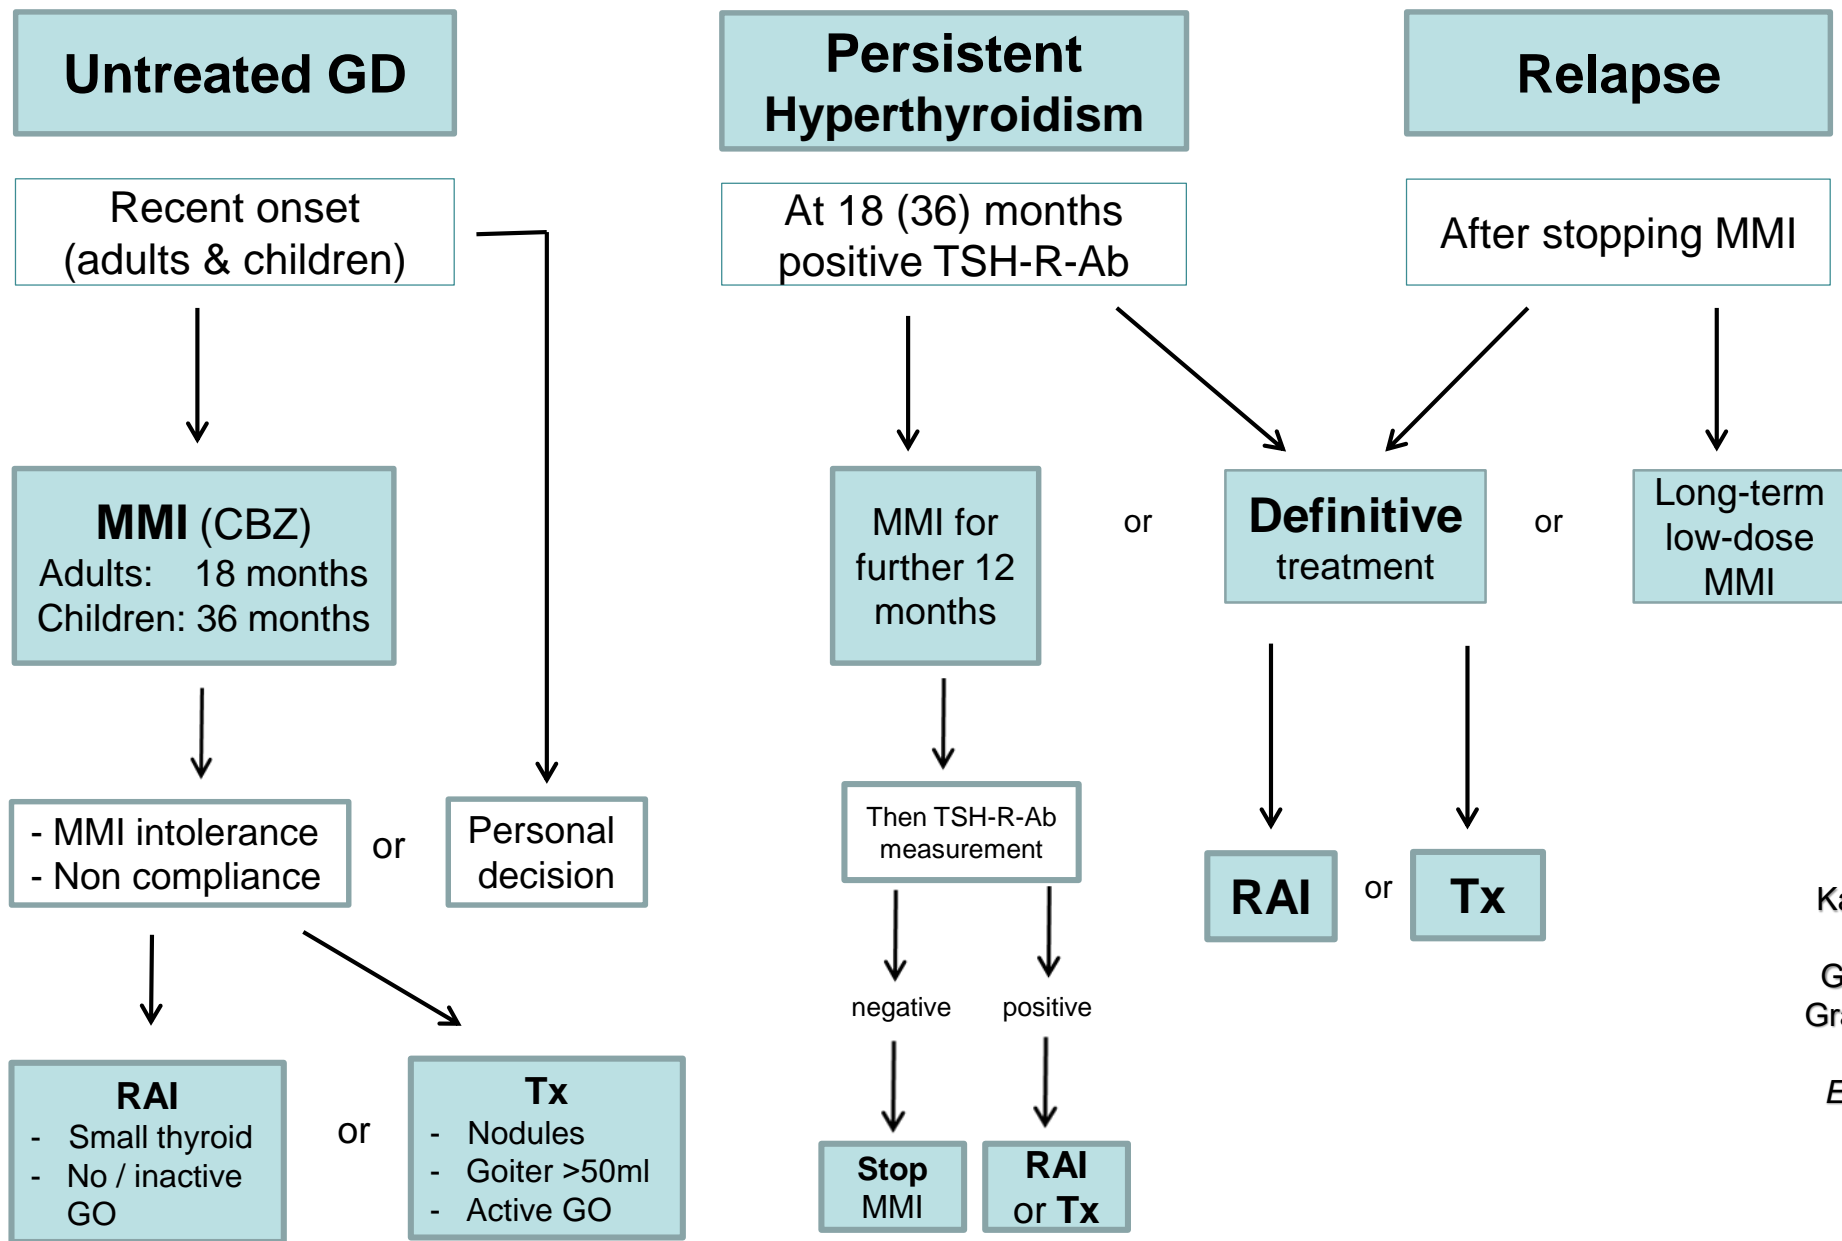 Untreated GD
Recent onset
(adults & children)
MMI (CBZ)
Adults: 18 months
Children: 36 months
- MMI intolerance
- Non compliance
or
Personal
decision
RAI
- Small thyroid
- No / inactive
GO
or
Tx
- Nodules
- Goiter >50ml
- Active GO
Persistent
Hyperthyroidism
At 18 (36) months
positive TSH-R-Ab
MMI for
further 12
months
or
Definitive
treatment
or
Then TSH-R-Ab
measurement
negative
positive
Stop
MMI
RAI
or Tx
RAI
or
Tx
Relapse
After stopping MMI
Long-term
low-dose
MMI